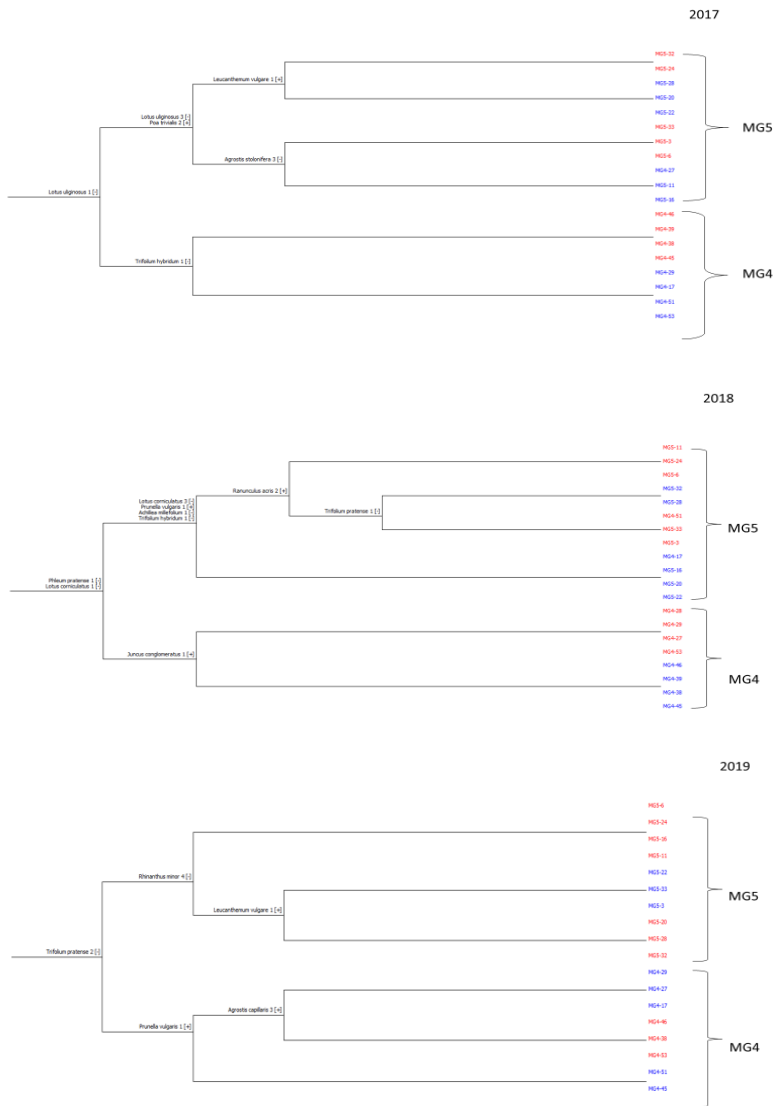 2017
MG5-32
MG5-24
Leucanthemum vulgare 1 [+]
MG5-28
MG5-20
MG5-22
Lotus uliginosus 3 [-]
Poa trivialis 2 [+]
MG5-33
MG5
MG5-3
MG5-6
Agrostis stolonifera 3 [-]
MG4-27
MG5-11
Lotus uliginosus 1 [-]
MG5-16
MG4-46
MG4-39
MG4-38
MG4-45
Trifolium hybridum 1 [-]
MG4-29
MG4
MG4-17
MG4-51
MG4-53
2018
MG5-11
MG5-24
MG5-6
MG5-32
Ranunculus acris 2 [+]
Lotus corniculatus 3 [-]
Prunella vulgaris 1 [+]
Achillea millefolium 1 [-]
Trifolium hybridum 1 [-]
MG5-28
Trifolium pratense 1 [-]
MG4-51
MG5-33
MG5
MG5-3
MG4-17
MG5-16
Phleum pratense 1 [-]
Lotus corniculatus 1 [-]
MG5-20
MG5-22
MG4-28
MG4-29
MG4-27
MG4-53
Juncus conglomeratus 1 [+]
MG4-46
MG4-39
MG4
MG4-38
MG4-45
2019
MG5-6
MG5-24
MG5-16
MG5-11
MG5-22
Rhinanthus minor 4 [-]
MG5-33
MG5
MG5-3
Leucanthemum vulgare 1 [+]
MG5-20
MG5-28
Trifolium pratense 2 [-]
MG5-32
MG4-29
MG4-27
MG4-17
Agrostis capillaris 3 [+]
MG4-46
Prunella vulgaris 1 [+]
MG4-38
MG4
MG4-53
MG4-51
MG4-45